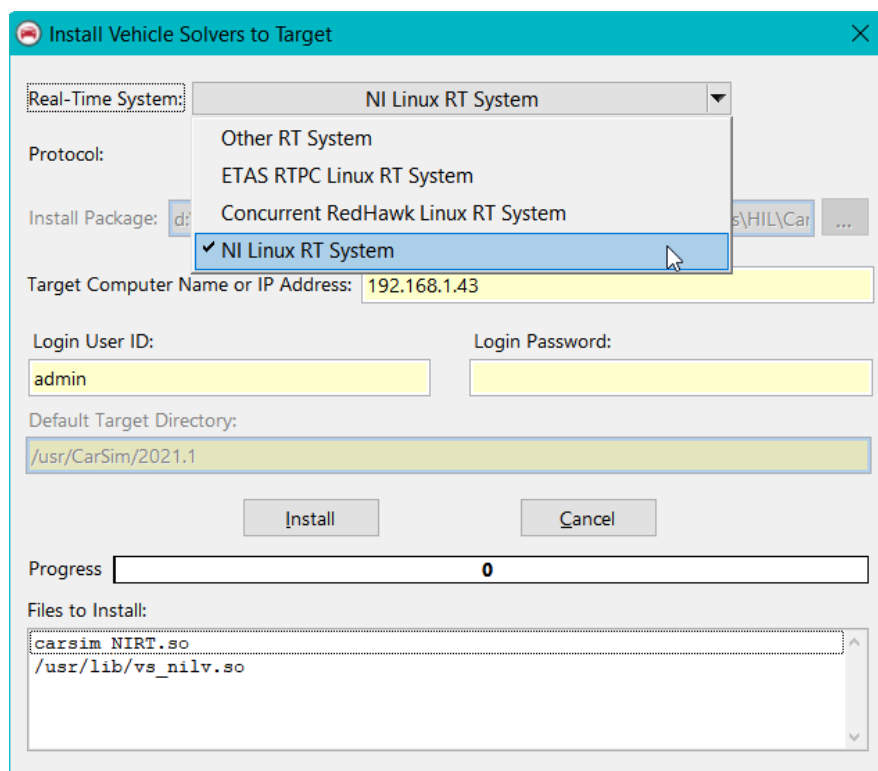 Install Vehicle Solvers to Target
Real-Time System: NI Linux RT System
Other RT System
Protocol:
ETAS RTPC Linux RT System
Concurrent RedHawk Linux RT System
Install Package: d: s\HIL\Car ...
NI Linux RT System
Target Computer Name or IP Address: 192.168.1.43
Login User ID: Login Password:
admin
Default Target Directory:
/usr/CarSim/2021.1
Install Cancel
Progress 0
Files to Install:
carsim NIRT.so
/usr/lib/vs_nilv.so